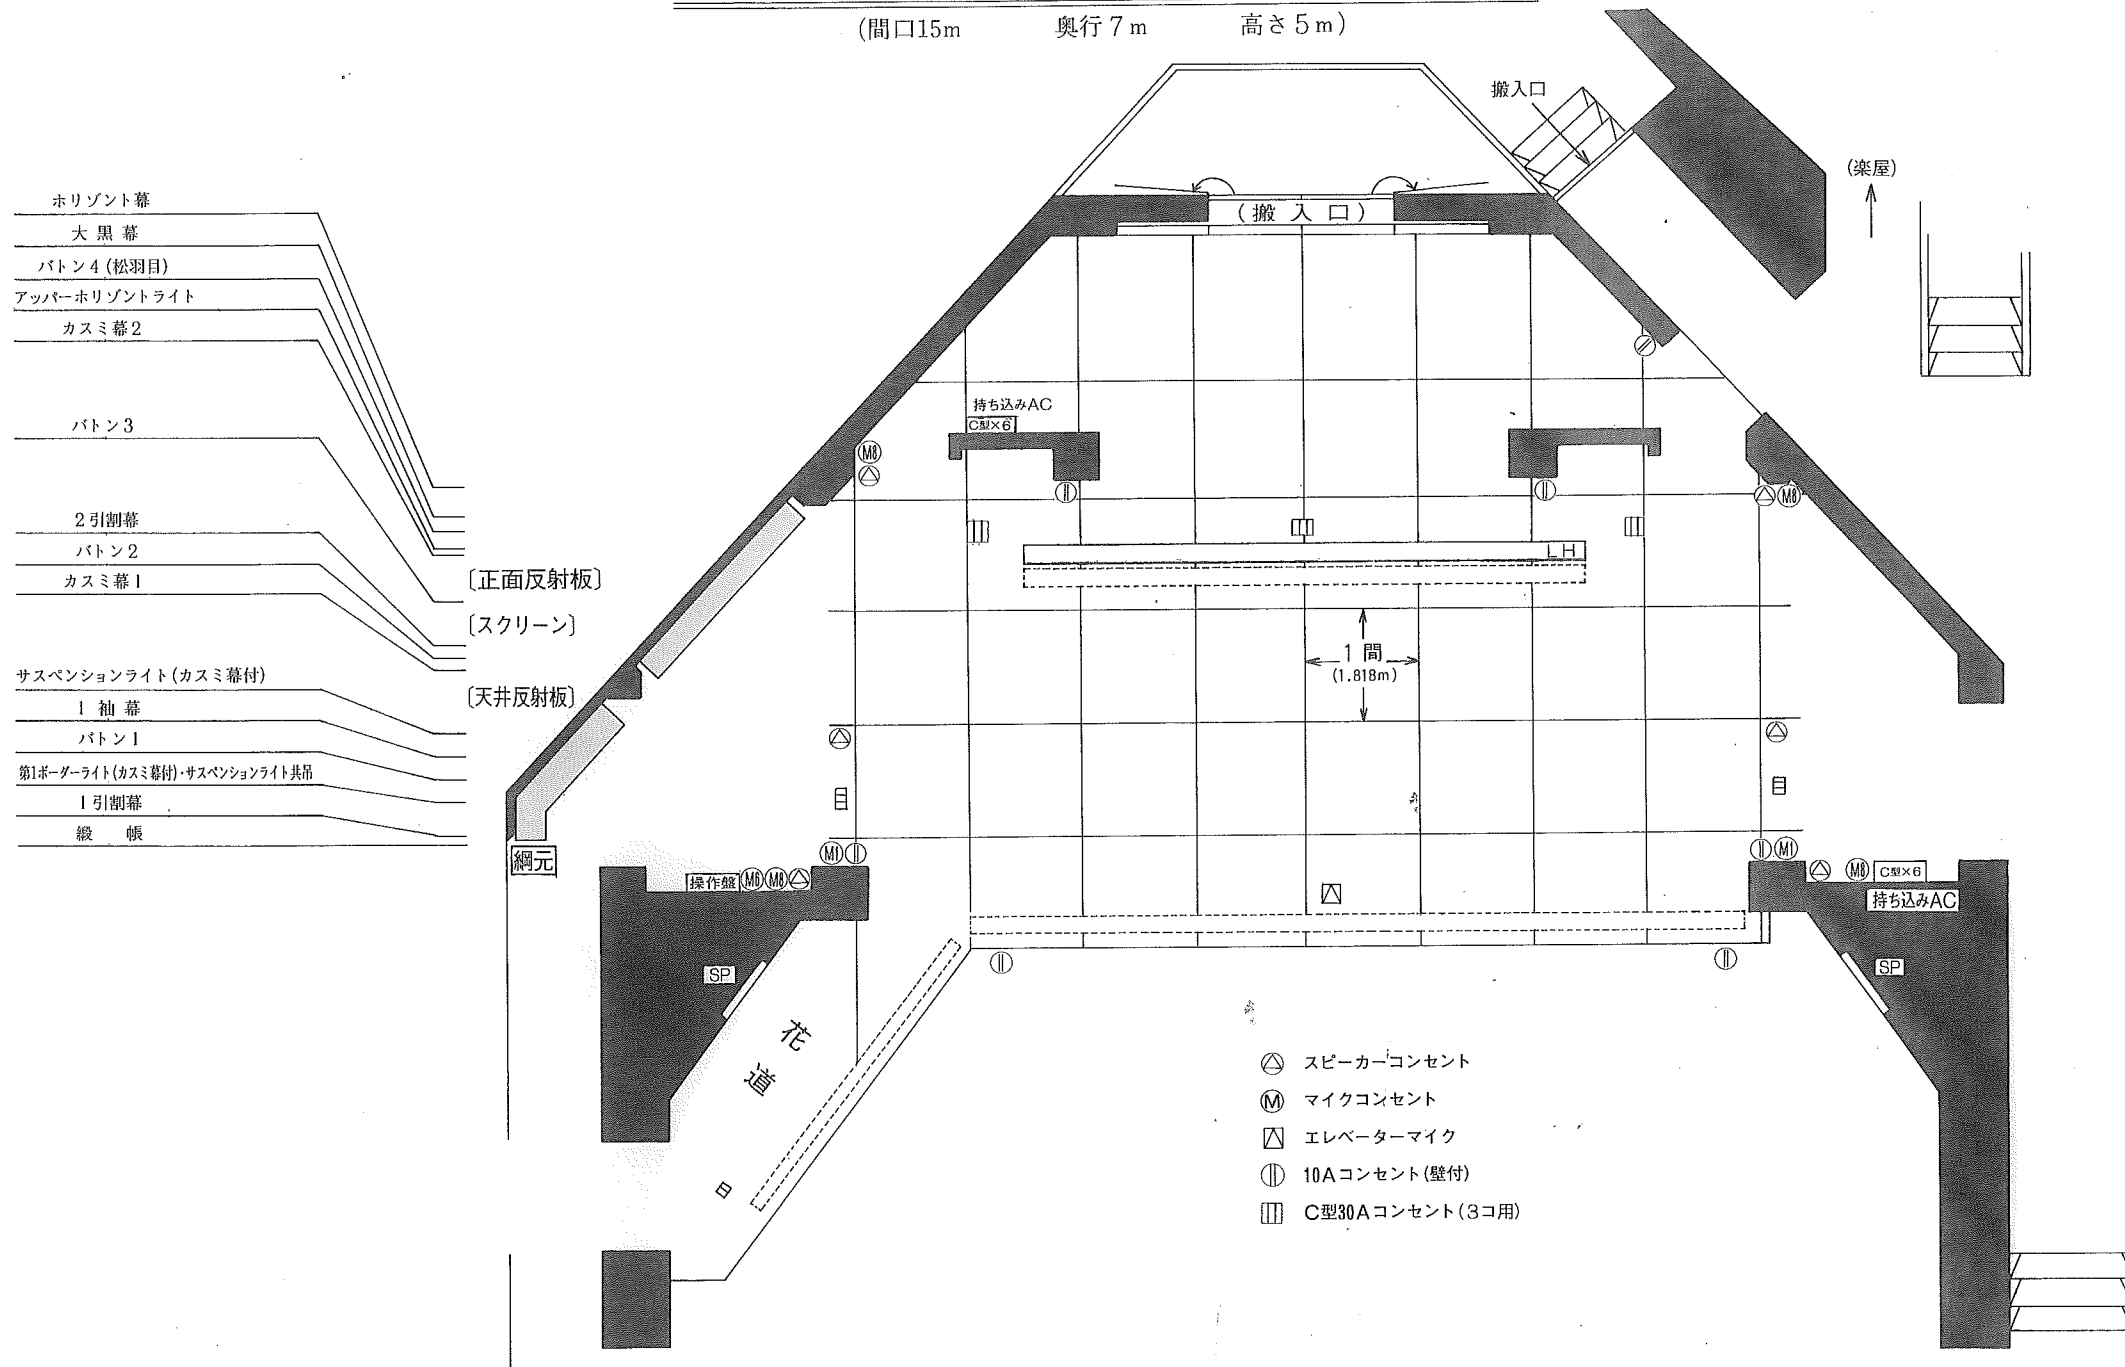 (間口15m　奥行7m　高さ5m)
搬入口
(楽屋)
(搬入口)
ホリゾント幕
大黒幕
バトン4(松羽目)
アッパーホリゾントライト
カスミ幕2
バトン3
2引割幕
バトン2
カスミ幕1
サスペンションライト(カスミ幕付)
1袖幕
バトン1
第1ボーダーライト(カスミ幕付)・サスペンションライト共吊
1引割幕
緞帳
〔正面反射板〕
〔スクリーン〕
〔天井反射板〕
綱元
持ち込みAC
C型×6
M8
M8
LH
1間
(1.818m)
M1
M1
操作盤
M6
M8
M8
C型×6
持ち込みAC
SP
SP
花道
スピーカーコンセント
M マイクコンセント
エレベーターマイク
10Aコンセント(壁付)
C型30Aコンセント(3コ用)